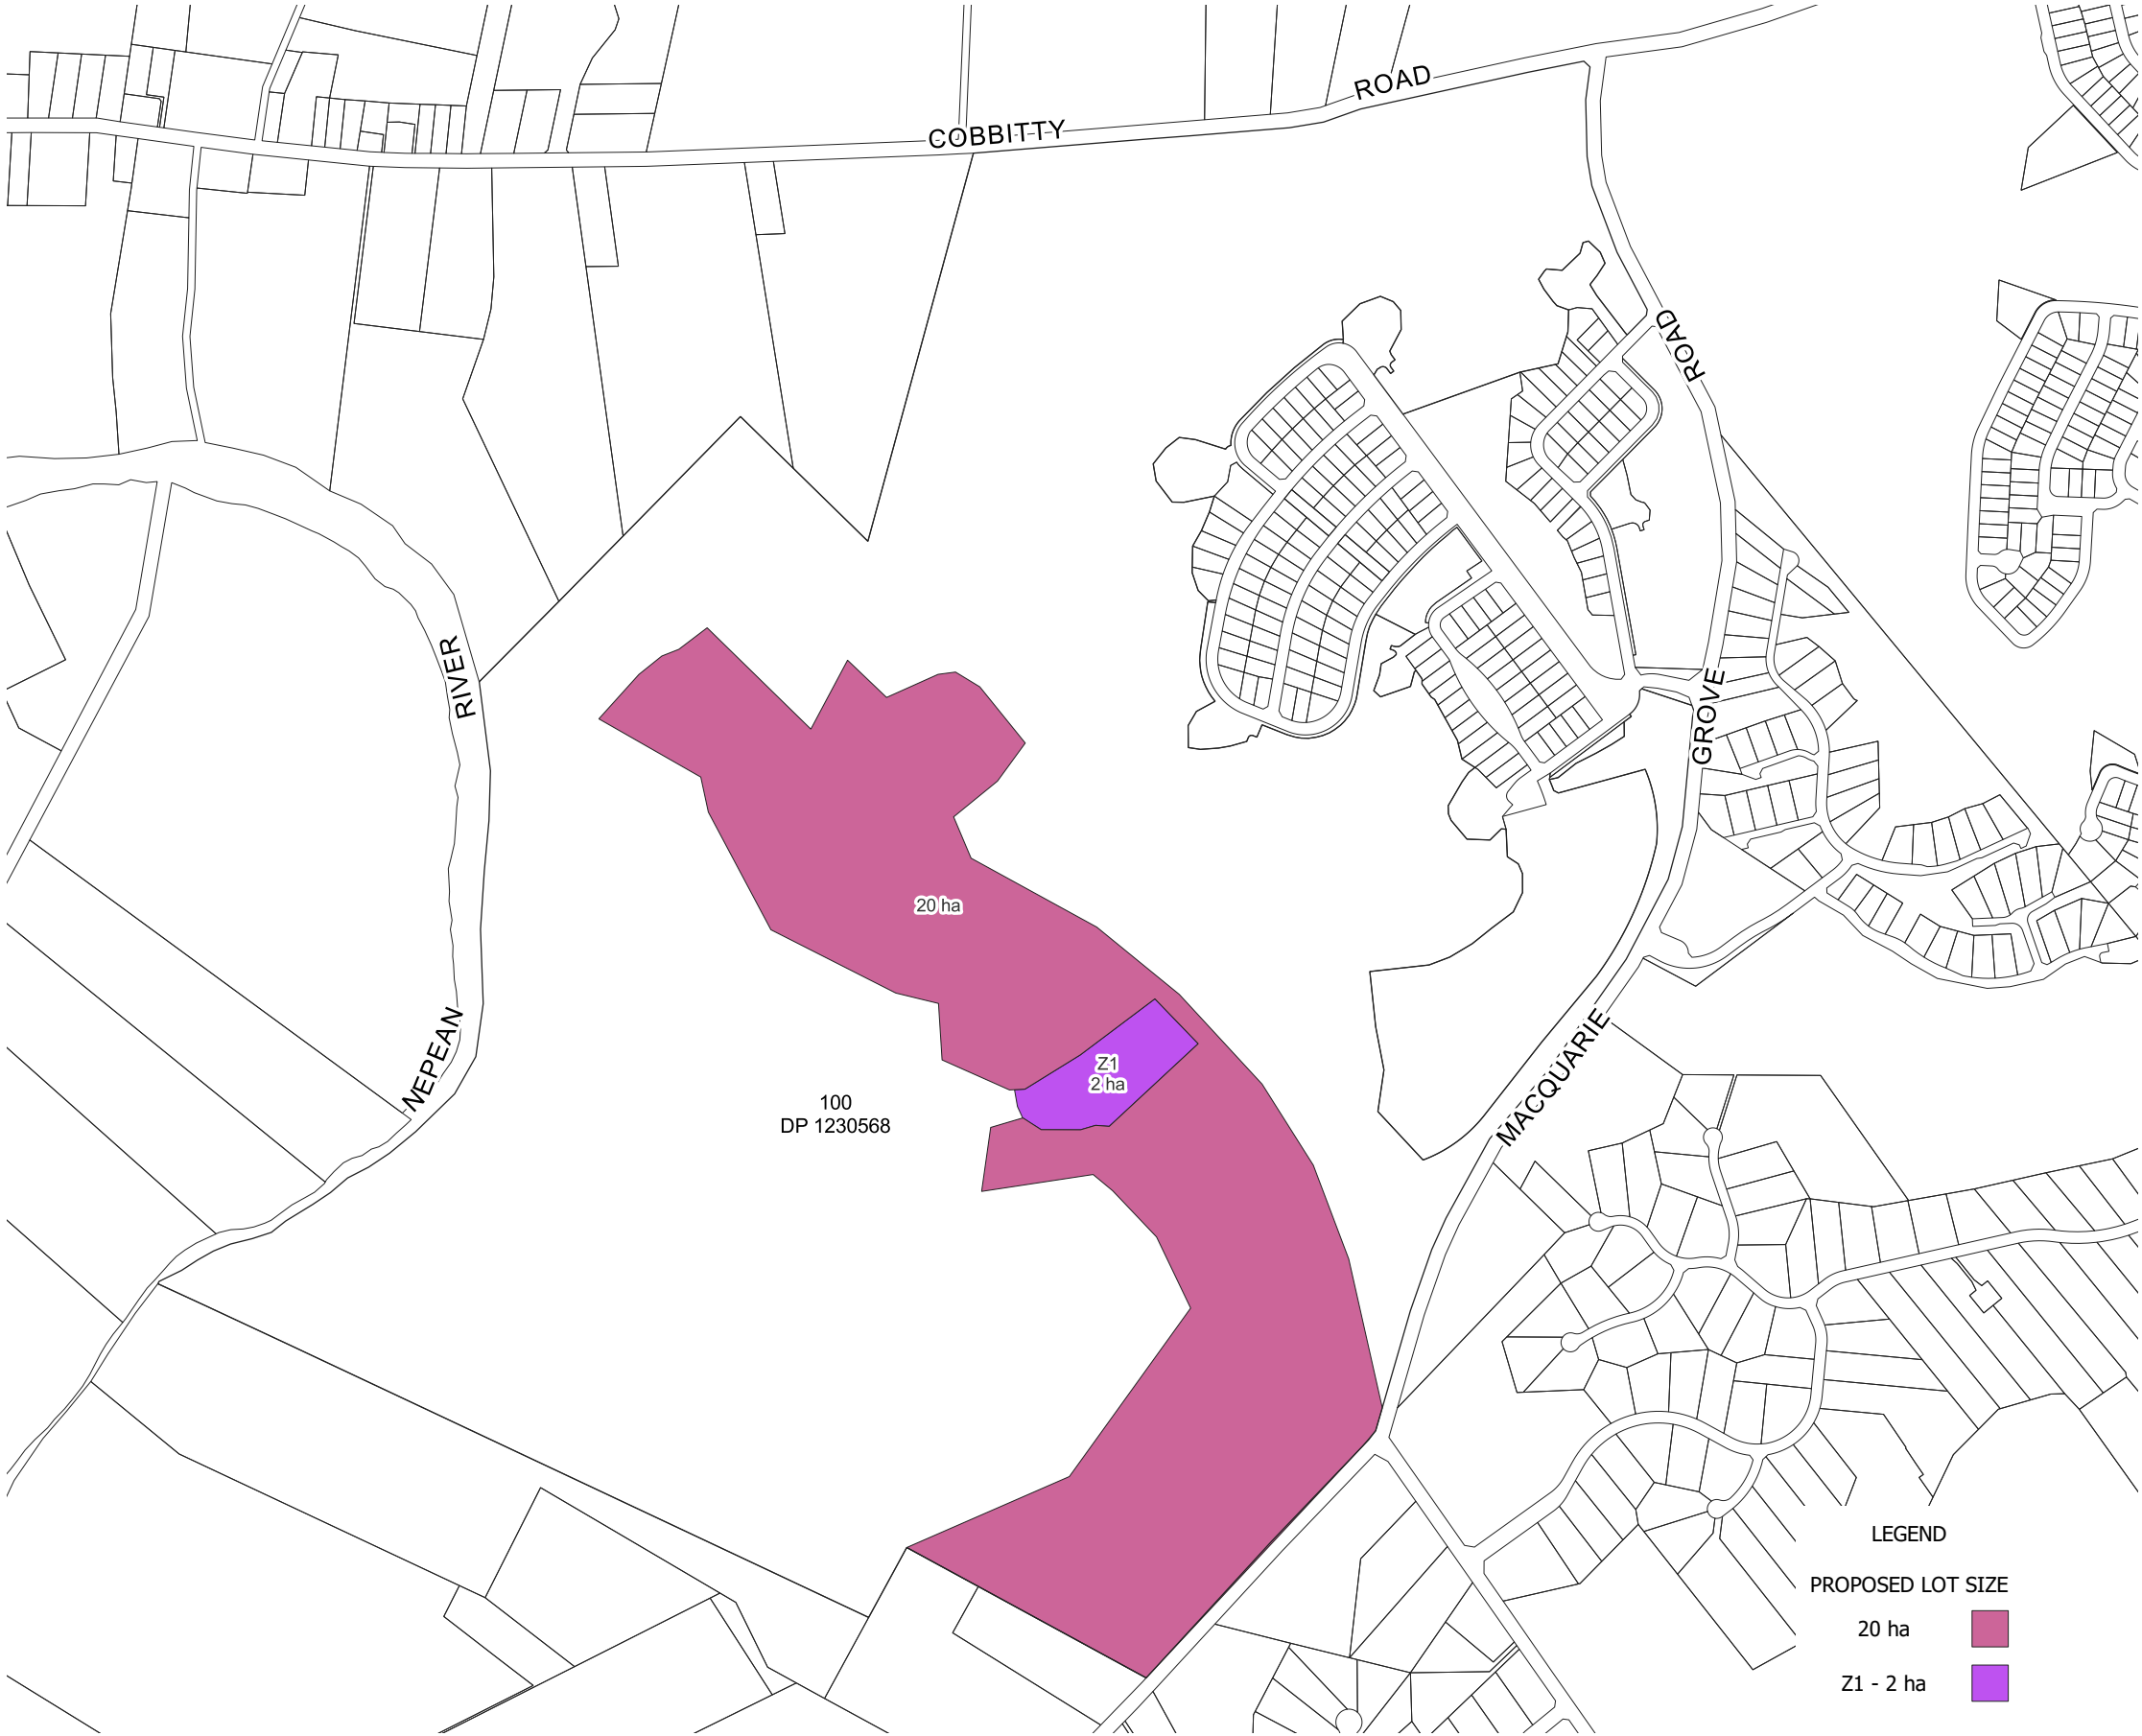 COBBITTY
ROAD
ROAD
RIVER
GROVE
20 ha
NEPEAN
MACQUARIE
Z1
2 ha
100
DP 1230568
LEGEND
PROPOSED LOT SIZE
20 ha
Z1 - 2 ha